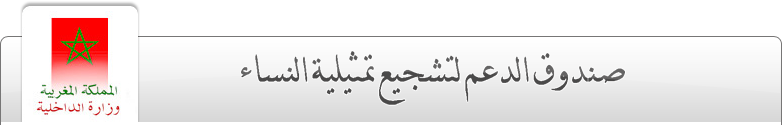 صندوق الدعم لتشجيع تمثيلية النساء
المملكة المغربية
وزارة الداخلية